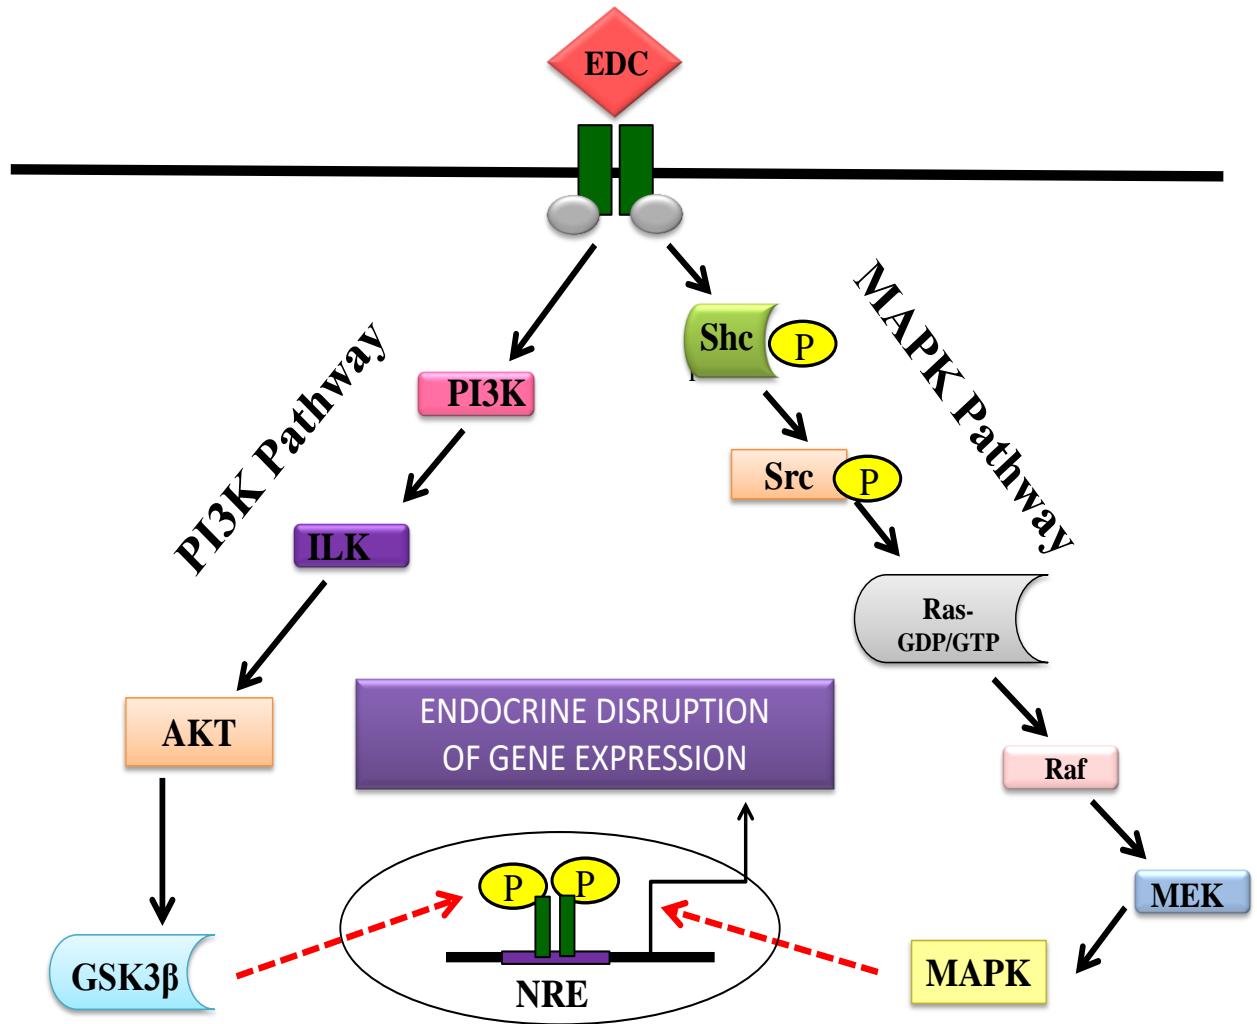 EDC
Shc
P
PI3K
PI3K Pathway
MAPK Pathway
Src
P
ILK
Ras-
GDP/GTP
AKT
ENDOCRINE DISRUPTION
OF GENE EXPRESSION
Raf
P
P
MEK
GSK3β
NRE
MAPK